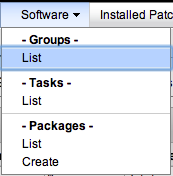 Software ▾ Installed Patc
- Groups -
List
- Tasks -
List
- Packages -
List
Create